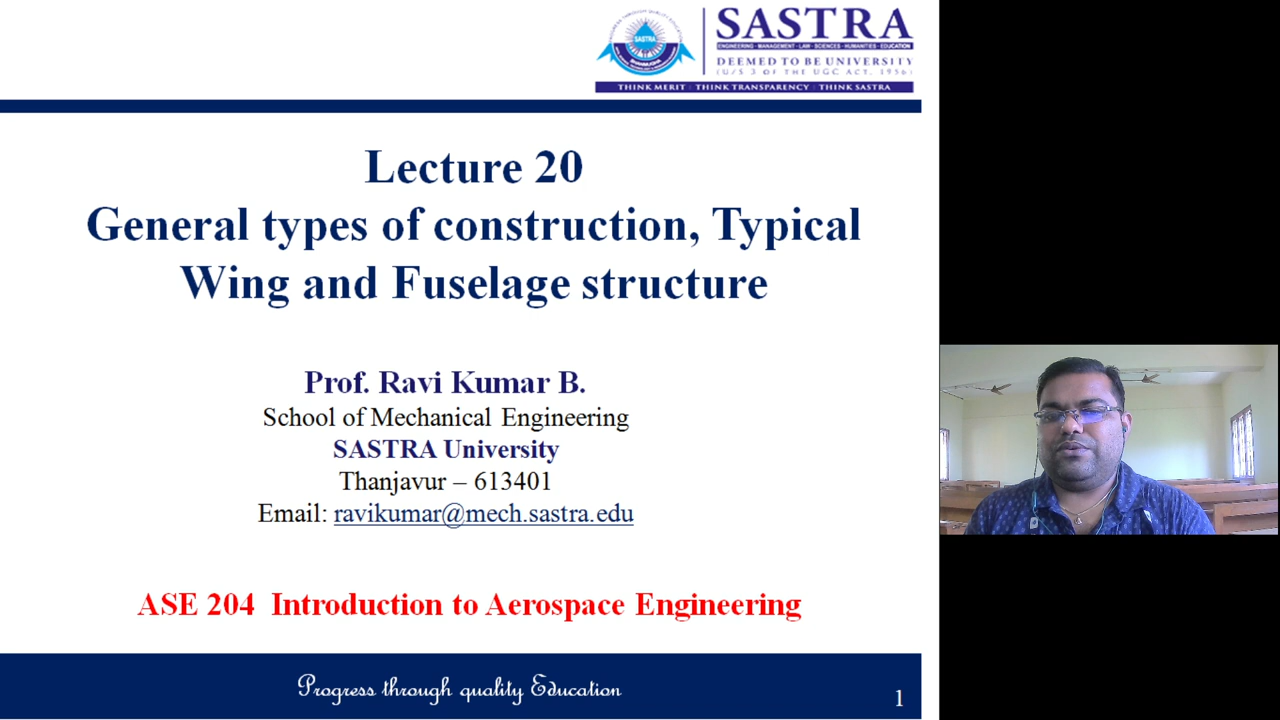 SASTRA
ENGINEERING · MANAGEMENT · LAW · SCIENCES · HUMANITIES · EDUCATION
DEEMED TO BE UNIVERSITY
(U/S 3 OF THE UGC ACT, 1956)
THINK MERIT | THINK TRANSPARENCY | THINK SASTRA
Lecture 20
General types of construction, Typical
Wing and Fuselage structure
Prof. Ravi Kumar B.
School of Mechanical Engineering
SASTRA University
Thanjavur – 613401
Email: ravikumar@mech.sastra.edu
ASE 204 Introduction to Aerospace Engineering
Progress through quality Education
1